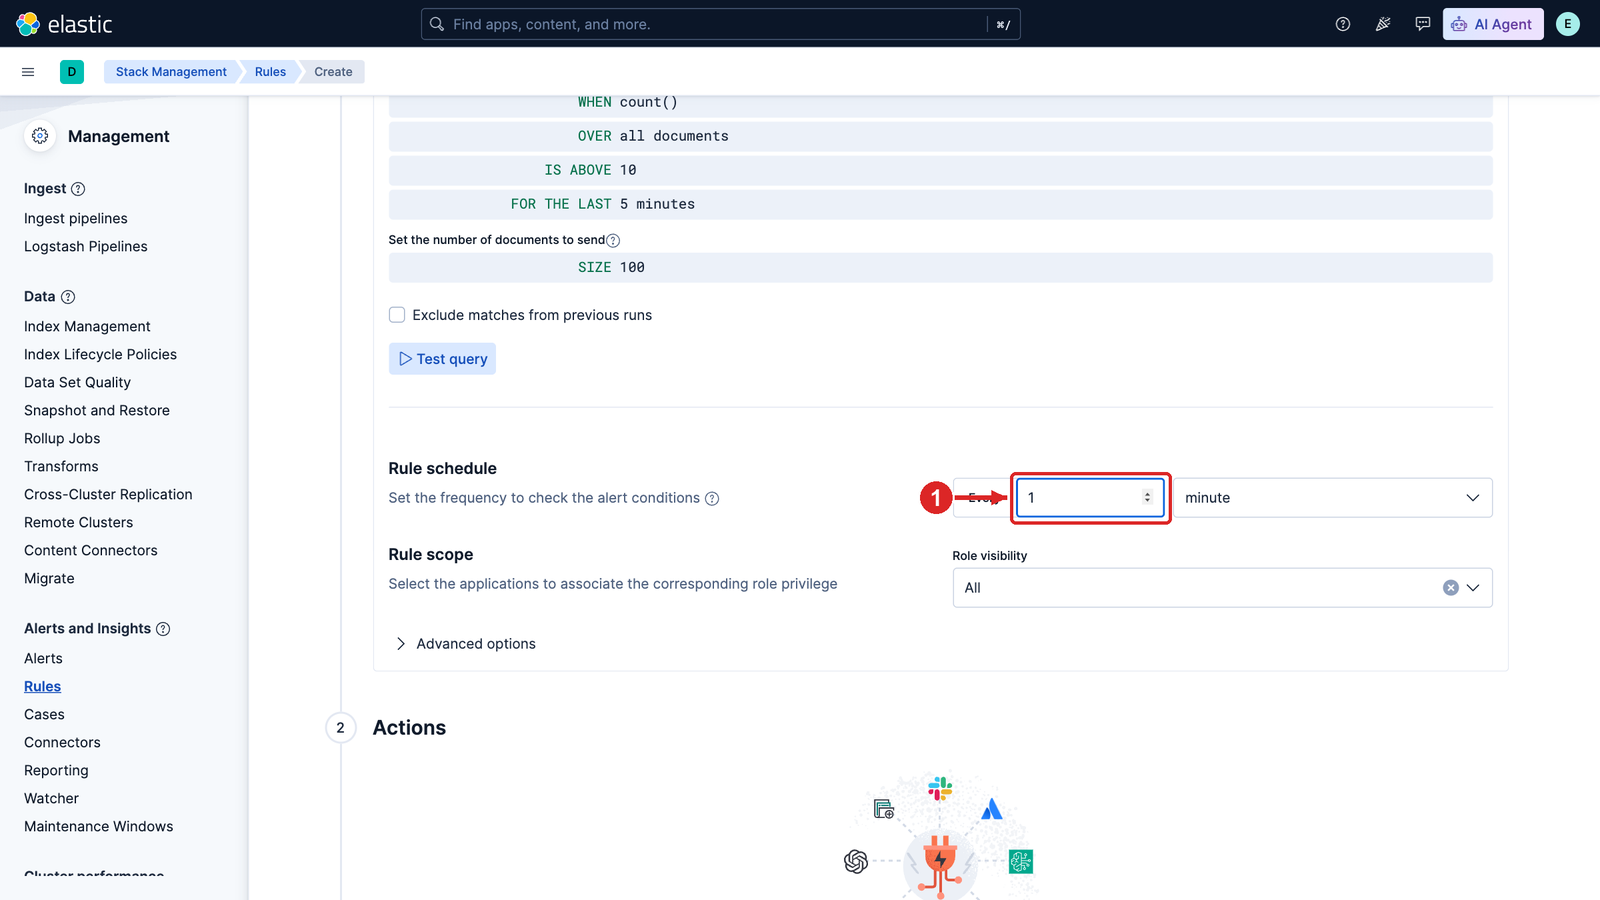 elastic
Find apps, content, and more.
⌘/
AI Agent
E
D
Stack Management
Rules
Create
Management
Ingest
Ingest pipelines
Logstash Pipelines
Data
Index Management
Index Lifecycle Policies
Data Set Quality
Snapshot and Restore
Rollup Jobs
Transforms
Cross-Cluster Replication
Remote Clusters
Content Connectors
Migrate
Alerts and Insights
Alerts
Rules
Cases
Connectors
Reporting
Watcher
Maintenance Windows
Cluster performance
WHEN count()
OVER all documents
IS ABOVE 10
FOR THE LAST 5 minutes
Set the number of documents to send
SIZE 100
Exclude matches from previous runs
Test query
Rule schedule
Set the frequency to check the alert conditions
1
Every
1
minute
Rule scope
Select the applications to associate the corresponding role privilege
Role visibility
All
Advanced options
2
Actions